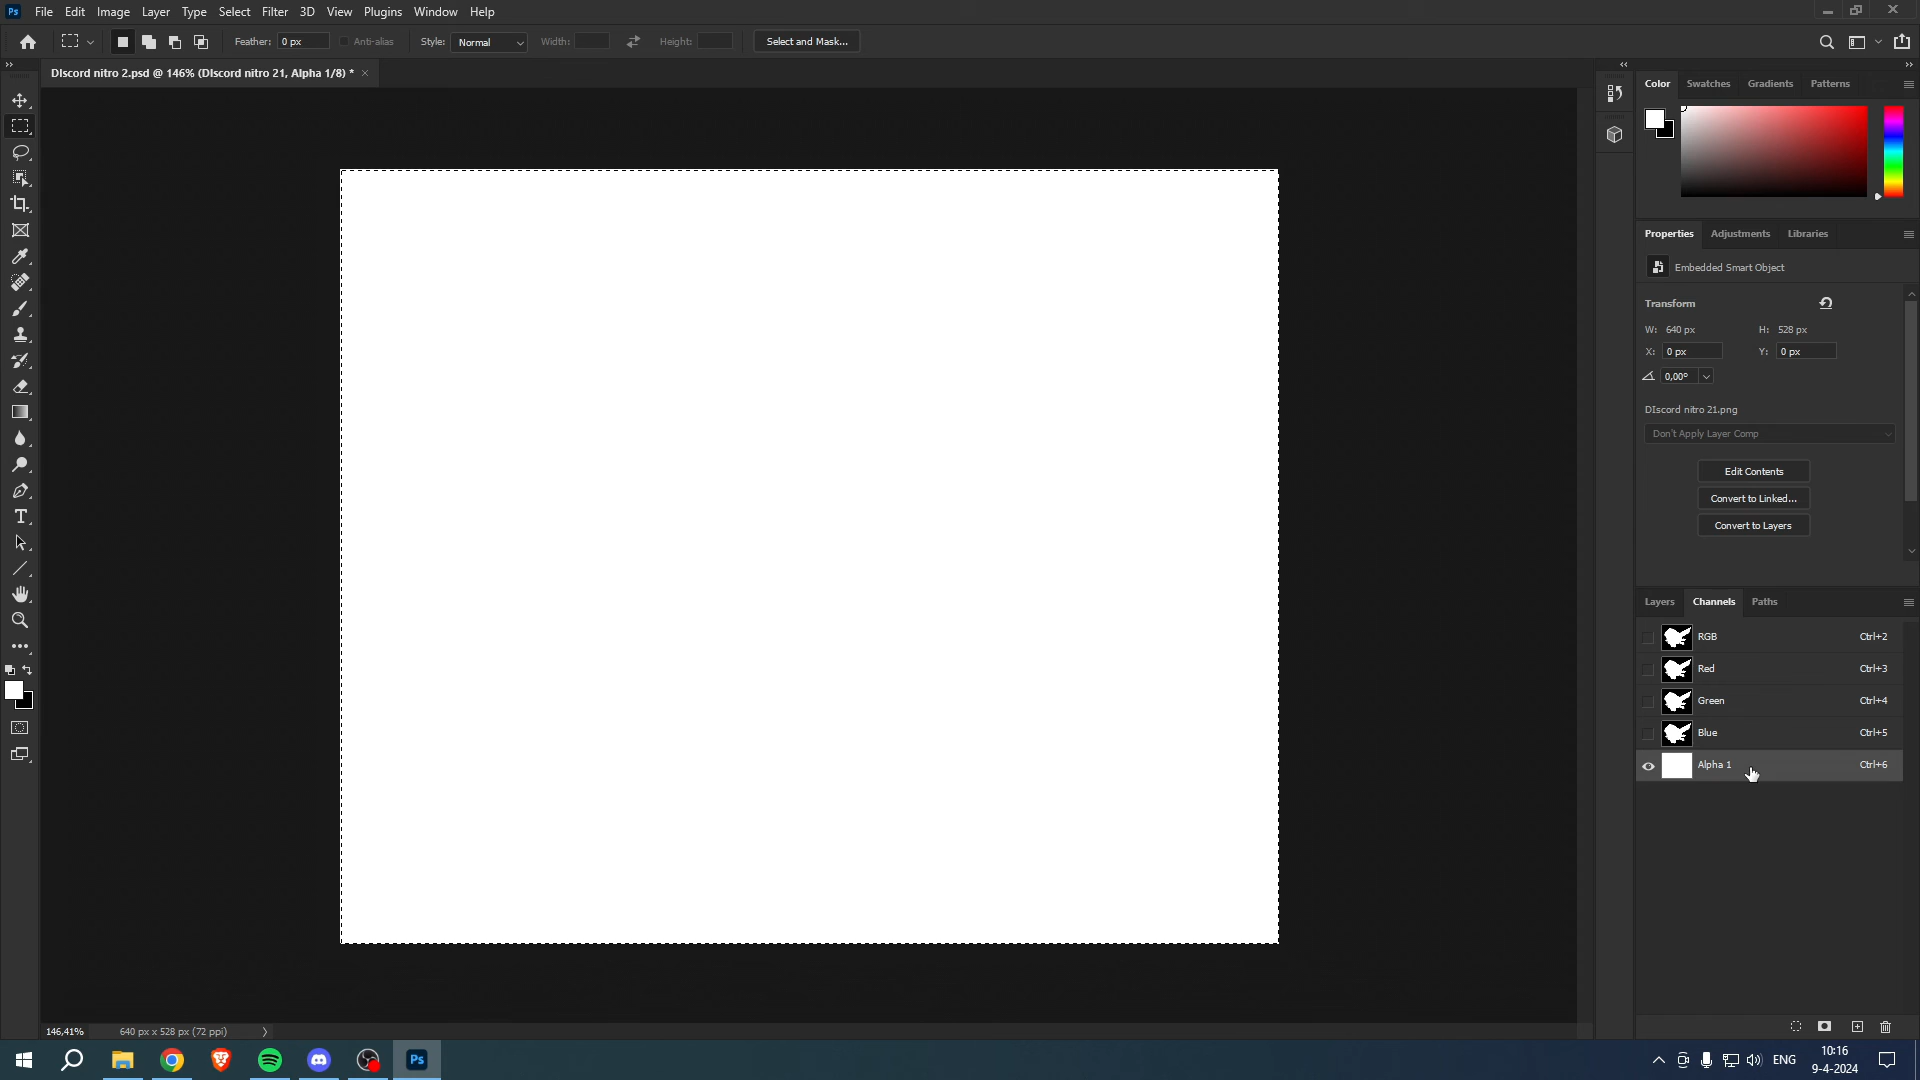 Ps File Edit Image Layer Type Select Filter 3D View Plugins Window Help
Feather: 0 px Anti-alias Style: Normal Width: Height: Select and Mask...
DIscord nitro 2.psd @ 146% (DIscord nitro 21, Alpha 1/8) *
Color Swatches Gradients Patterns
Properties Adjustments Libraries
Embedded Smart Object
Transform
W: 640 px H: 528 px
X: 0 px Y: 0 px
0,00°
DIscord nitro 21.png
Don't Apply Layer Comp
Edit Contents
Convert to Linked...
Convert to Layers
Layers Channels Paths
RGB Ctrl+2
Red Ctrl+3
Green Ctrl+4
Blue Ctrl+5
Alpha 1 Ctrl+6
146,41% 640 px x 528 px (72 ppi)
Ps ENG 10:16
9-4-2024